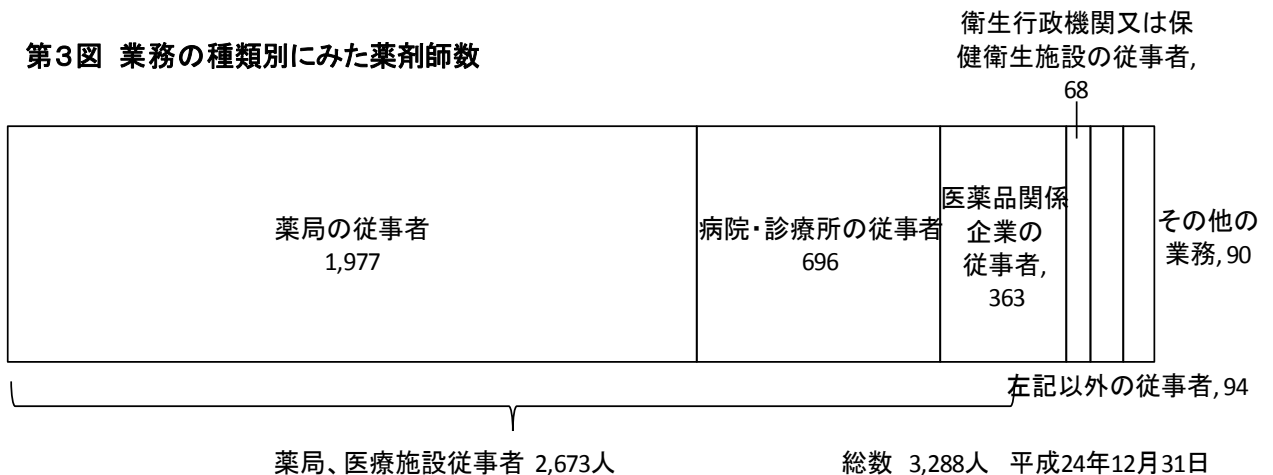 第3図 業務の種類別にみた薬剤師数
衛生行政機関又は保
健衛生施設の従事者,
68
薬局の従事者
1,977
病院・診療所の従事者
696
医薬品関係
企業の
従事者,
363
その他の
業務, 90
左記以外の従事者, 94
薬局、医療施設従事者 2,673人
総数 3,288人 平成24年12月31日